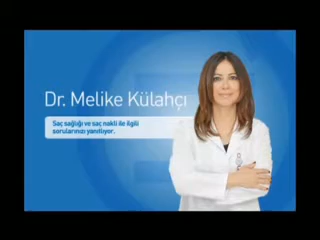 Dr. Melike Külahçı
Saç sağlığı ve saç nakli ile ilgili
sorularınızı yanıtlıyor.